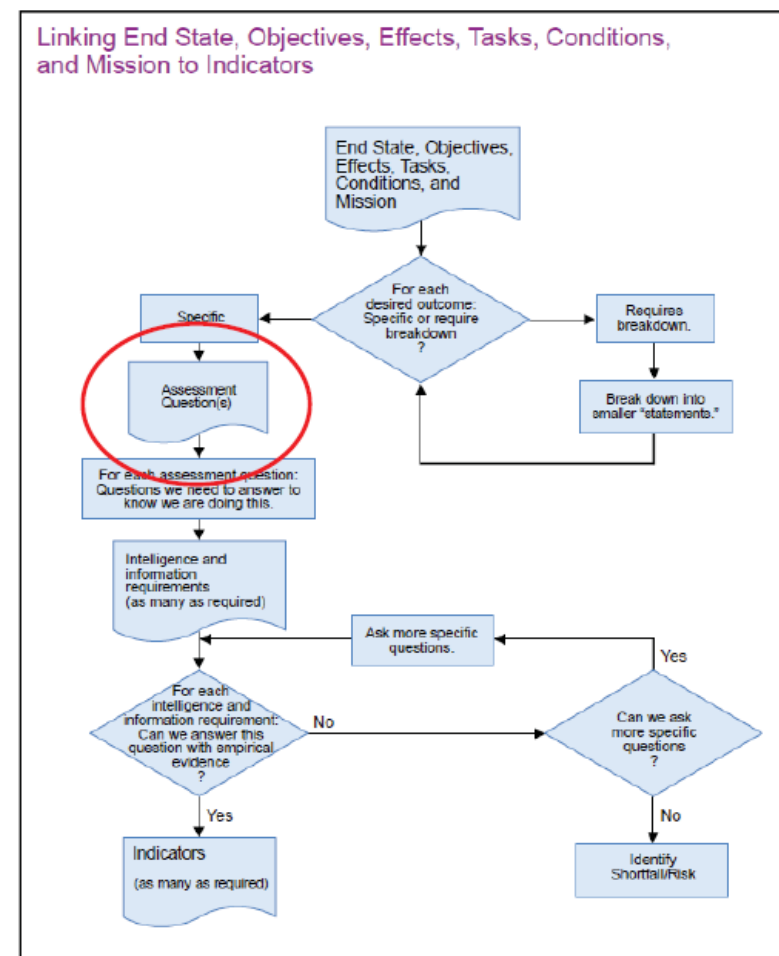 Linking End State, Objectives, Effects, Tasks, Conditions,
and Mission to Indicators
End State, Objectives,
Effects, Tasks,
Conditions, and
Mission
For each
desired outcome:
Specific or require
breakdown
?
Specific
Requires
breakdown.
Assessment
Question(s)
Break down into
smaller “statements.”
For each assessment question:
Questions we need to answer to
know we are doing this.
Intelligence and
information
requirements
(as many as required)
Ask more specific
questions.
Yes
For each
intelligence and
information requirement:
Can we answer this
question with empirical
evidence
?
No
Can we ask
more specific
questions
?
Yes
No
Indicators
(as many as required)
Identify
Shortfall/Risk